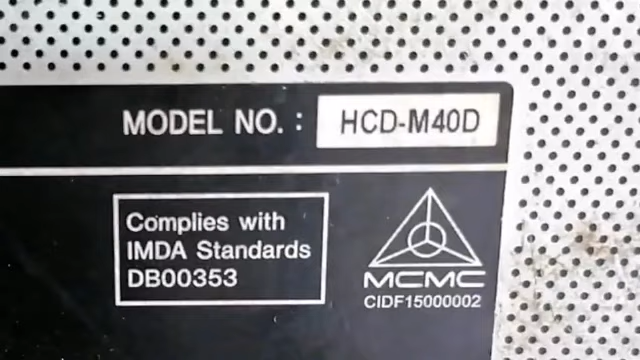 MODEL NO. : HCD-M40D
Complies with
IMDA Standards
DB00353
MCMC
CIDF15000002